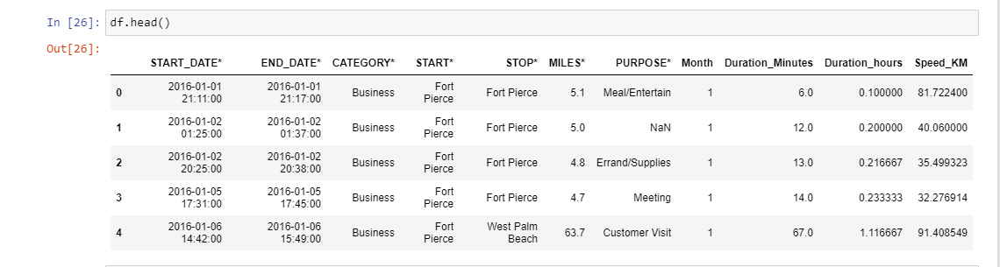 In [26]: df.head()
Out[26]:
START_DATE* END_DATE* CATEGORY* START* STOP* MILES* PURPOSE* Month Duration_Minutes Duration_hours Speed_KM
0 2016-01-01 21:11:00 2016-01-01 21:17:00 Business Fort Pierce Fort Pierce 5.1 Meal/Entertain 1 6.0 0.100000 81.722400
1 2016-01-02 01:25:00 2016-01-02 01:37:00 Business Fort Pierce Fort Pierce 5.0 NaN 1 12.0 0.200000 40.060000
2 2016-01-02 20:25:00 2016-01-02 20:38:00 Business Fort Pierce Fort Pierce 4.8 Errand/Supplies 1 13.0 0.216667 35.499323
3 2016-01-05 17:31:00 2016-01-05 17:45:00 Business Fort Pierce Fort Pierce 4.7 Meeting 1 14.0 0.233333 32.276914
4 2016-01-06 14:42:00 2016-01-06 15:49:00 Business Fort Pierce West Palm Beach 63.7 Customer Visit 1 67.0 1.116667 91.408549